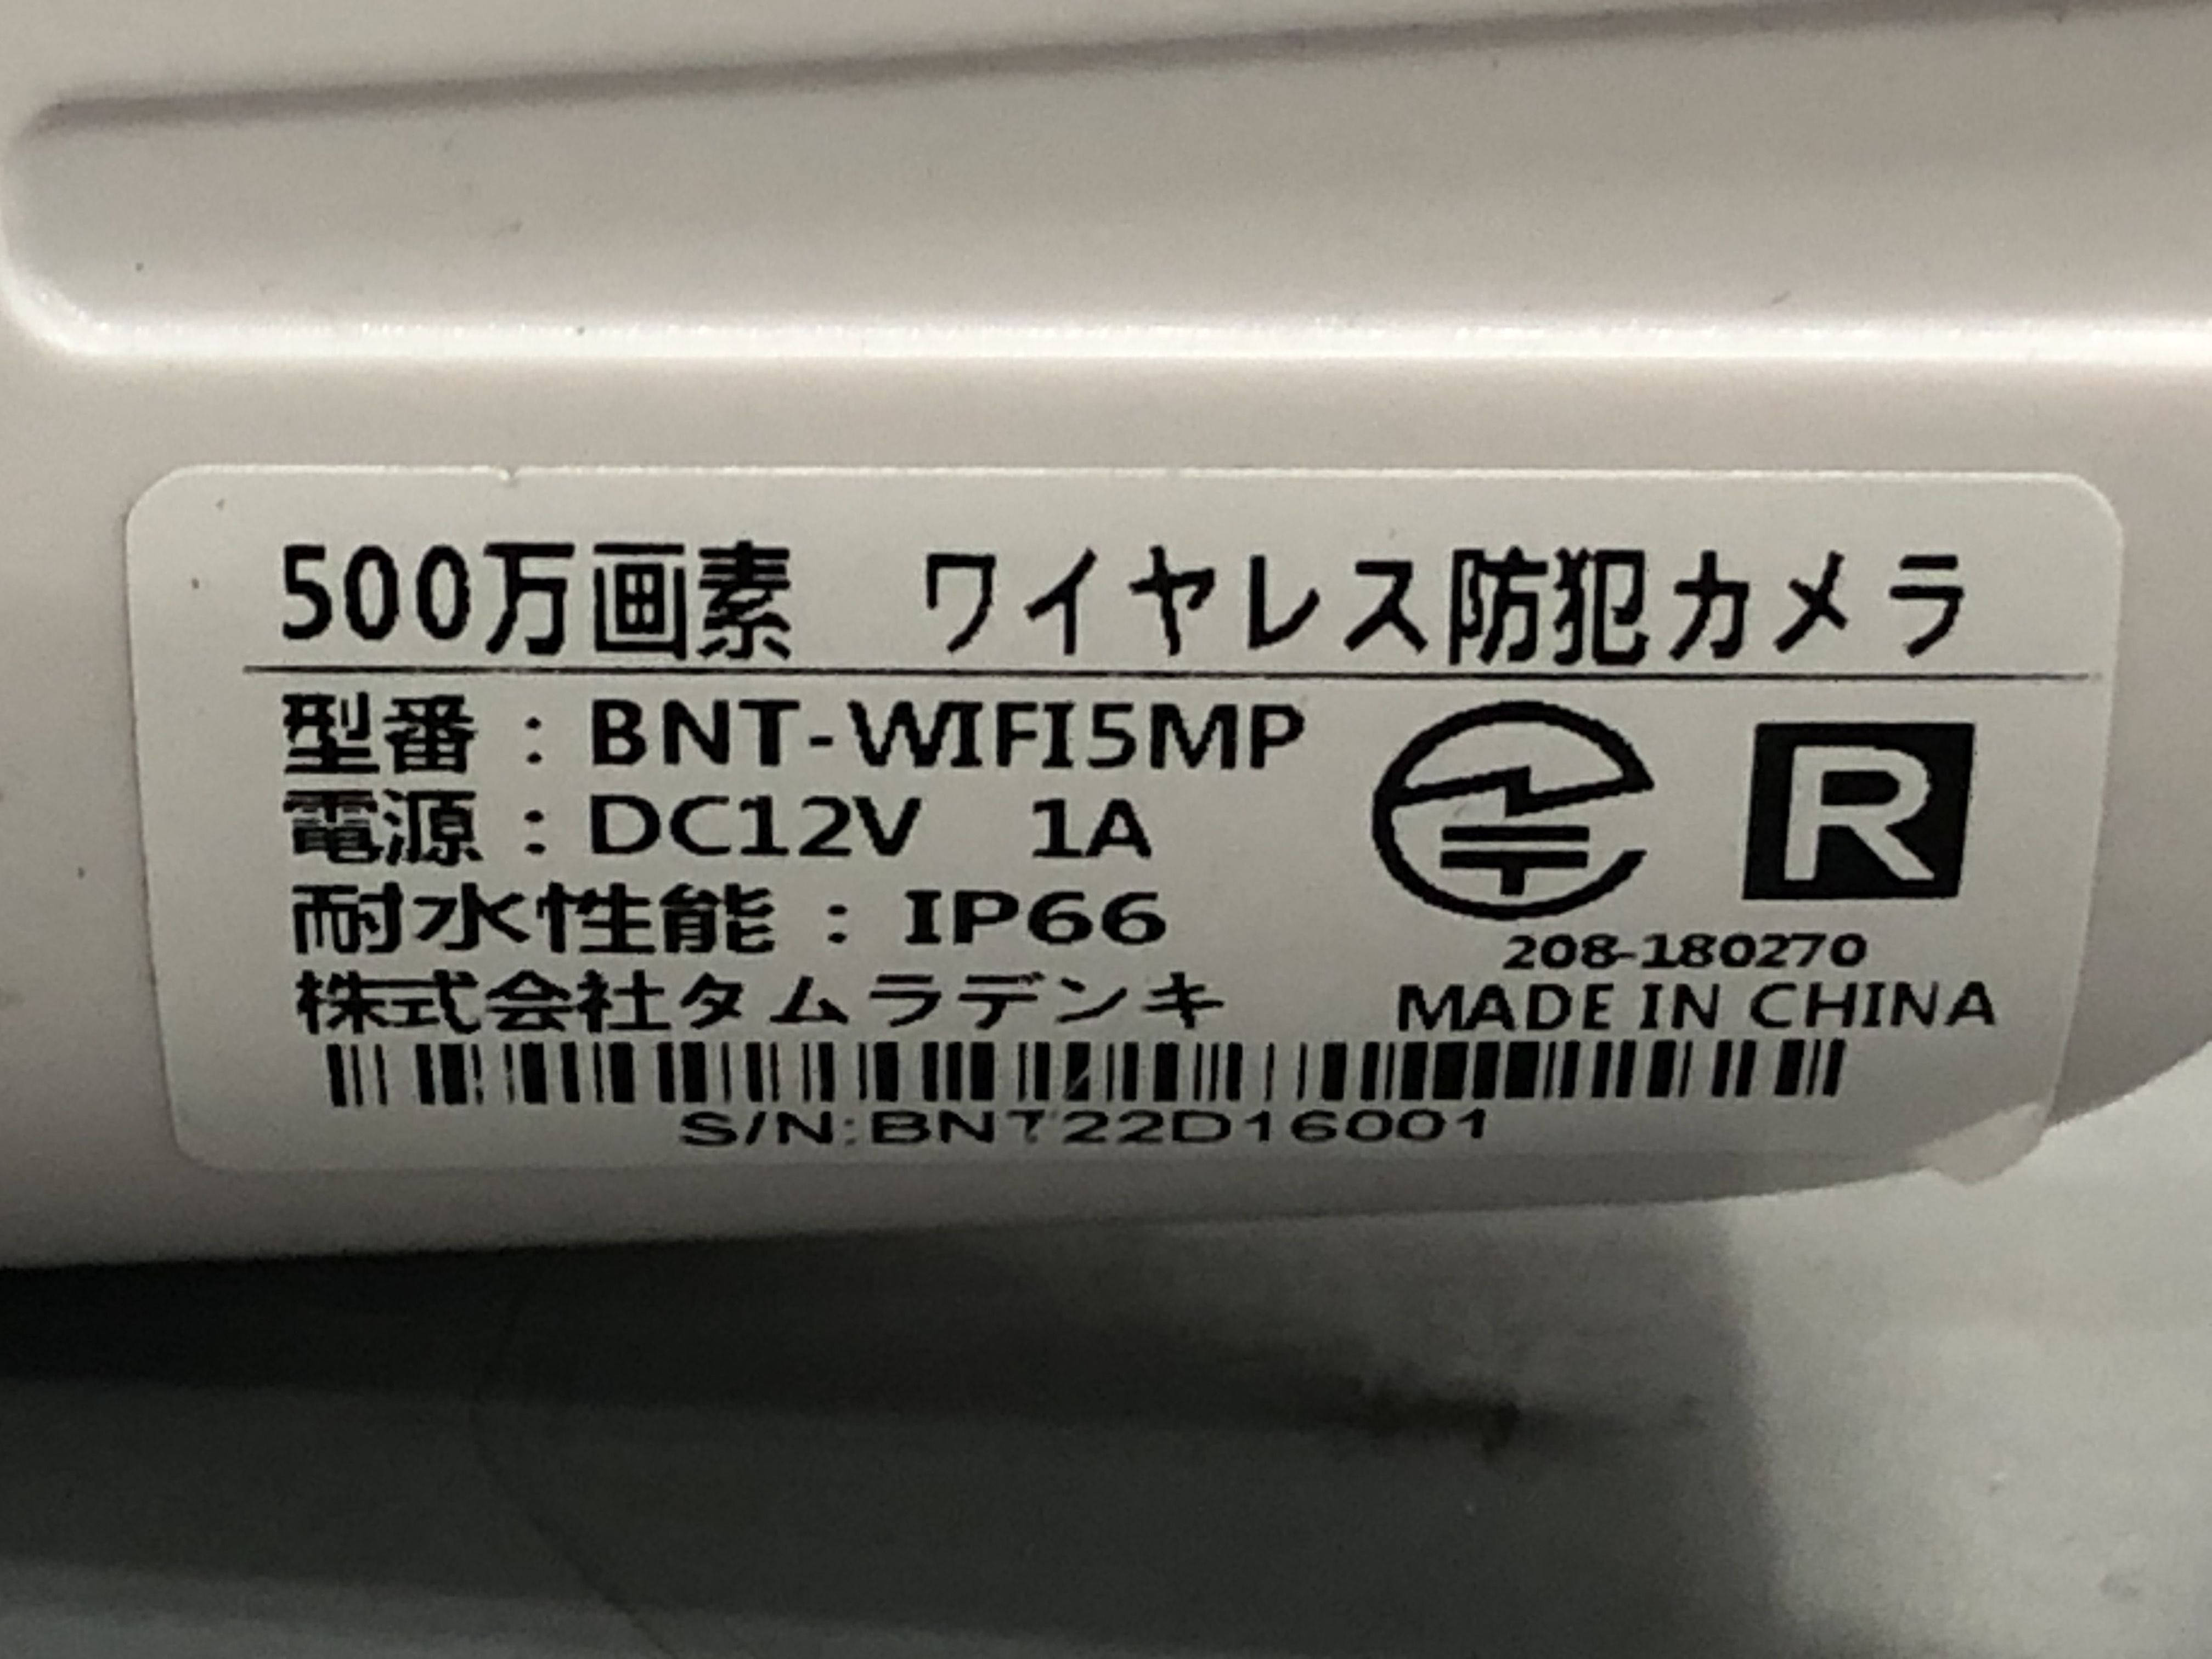 500万画素　ワイヤレス防犯カメラ
型番：BNT-WIFI5MP
電源：DC12V　1A
耐水性能：IP66
株式会社タムラデンキ
R
208-180270
MADE IN CHINA
S/N:BNT22D16001